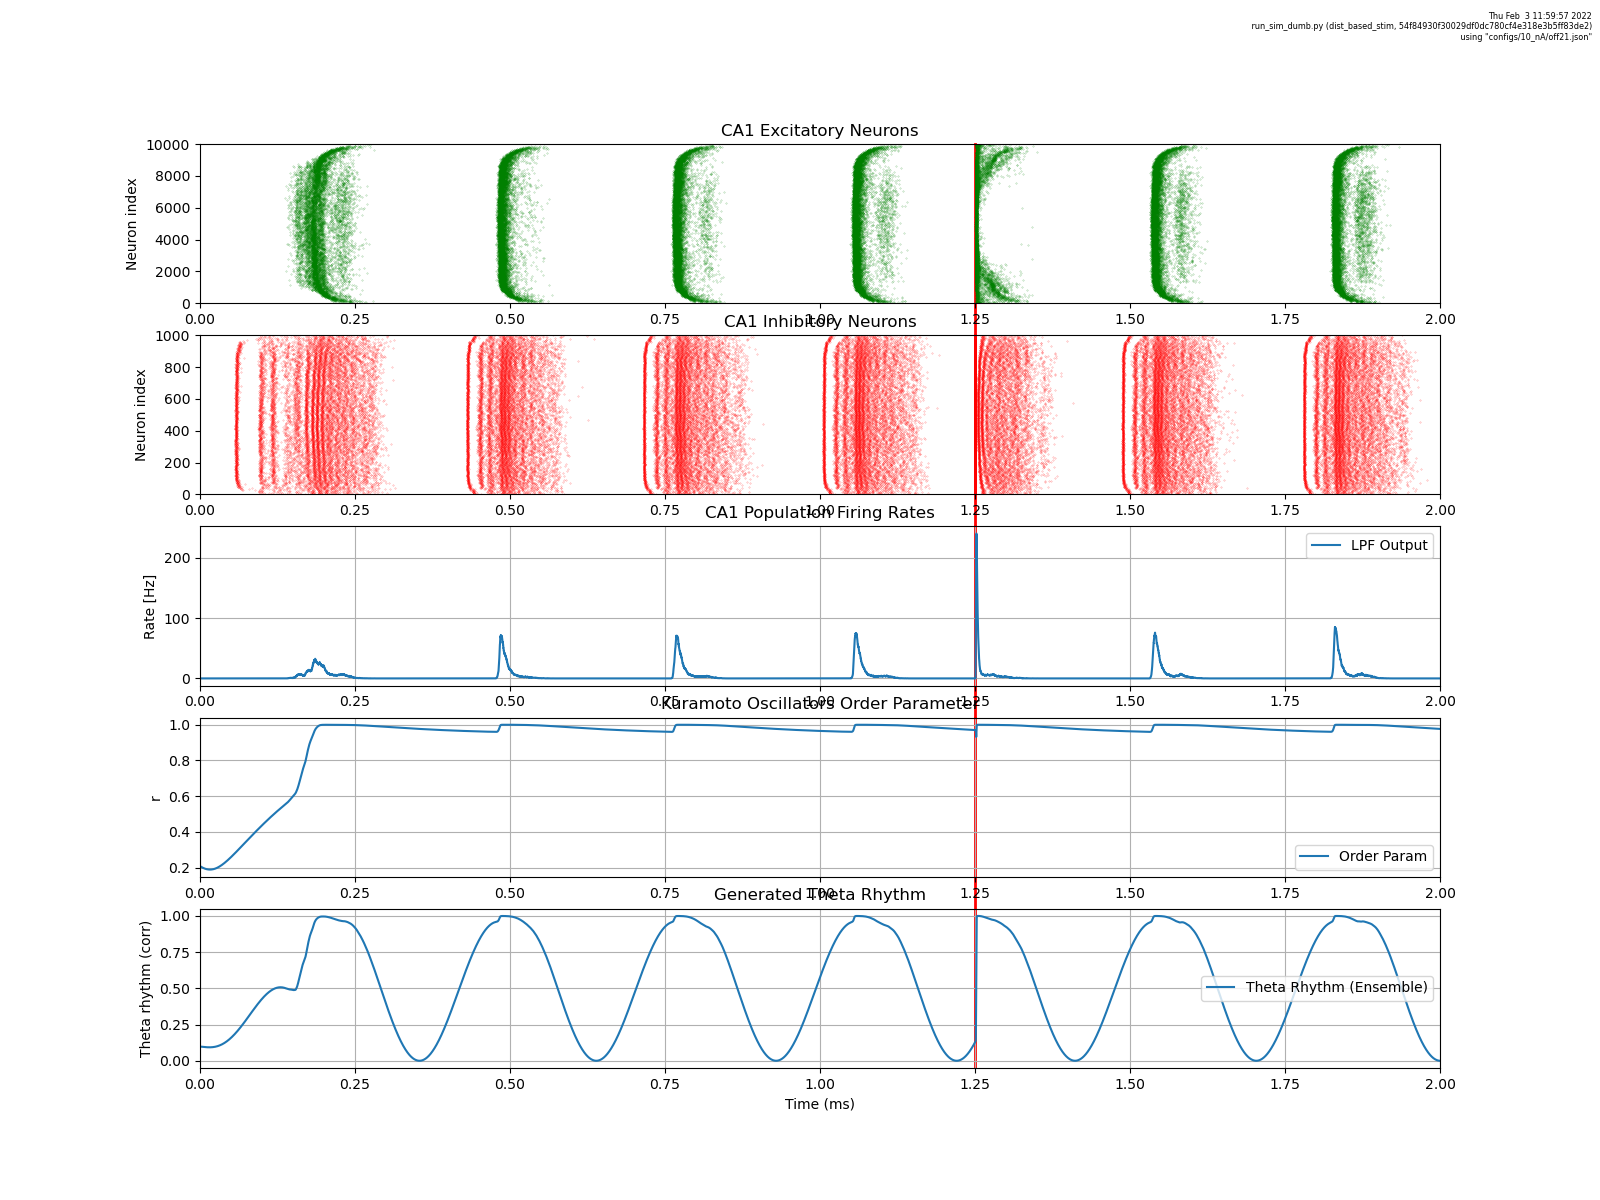 Thu Feb  3 11:59:57 2022
run_sim_dumb.py (dist_based_stim, 54f84930f30029df0dc780cf4e318e3b5ff83de2)
using "configs/10_nA/off21.json"
CA1 Excitatory Neurons
Neuron index
10000
8000
6000
4000
2000
0
0.00 0.25 0.50 0.75 1.00 1.25 1.50 1.75 2.00
CA1 Inhibitory Neurons
Neuron index
1000
800
600
400
200
0
0.00 0.25 0.50 0.75 1.00 1.25 1.50 1.75 2.00
CA1 Population Firing Rates
Rate [Hz]
200
100
0
LPF Output
0.00 0.25 0.50 0.75 1.00 1.25 1.50 1.75 2.00
Kuramoto Oscillators Order Parameter
r
1.0
0.8
0.6
0.4
0.2
Order Param
0.00 0.25 0.50 0.75 1.00 1.25 1.50 1.75 2.00
Generated Theta Rhythm
Theta rhythm (corr)
1.00
0.75
0.50
0.25
0.00
Theta Rhythm (Ensemble)
0.00 0.25 0.50 0.75 1.00 1.25 1.50 1.75 2.00
Time (ms)